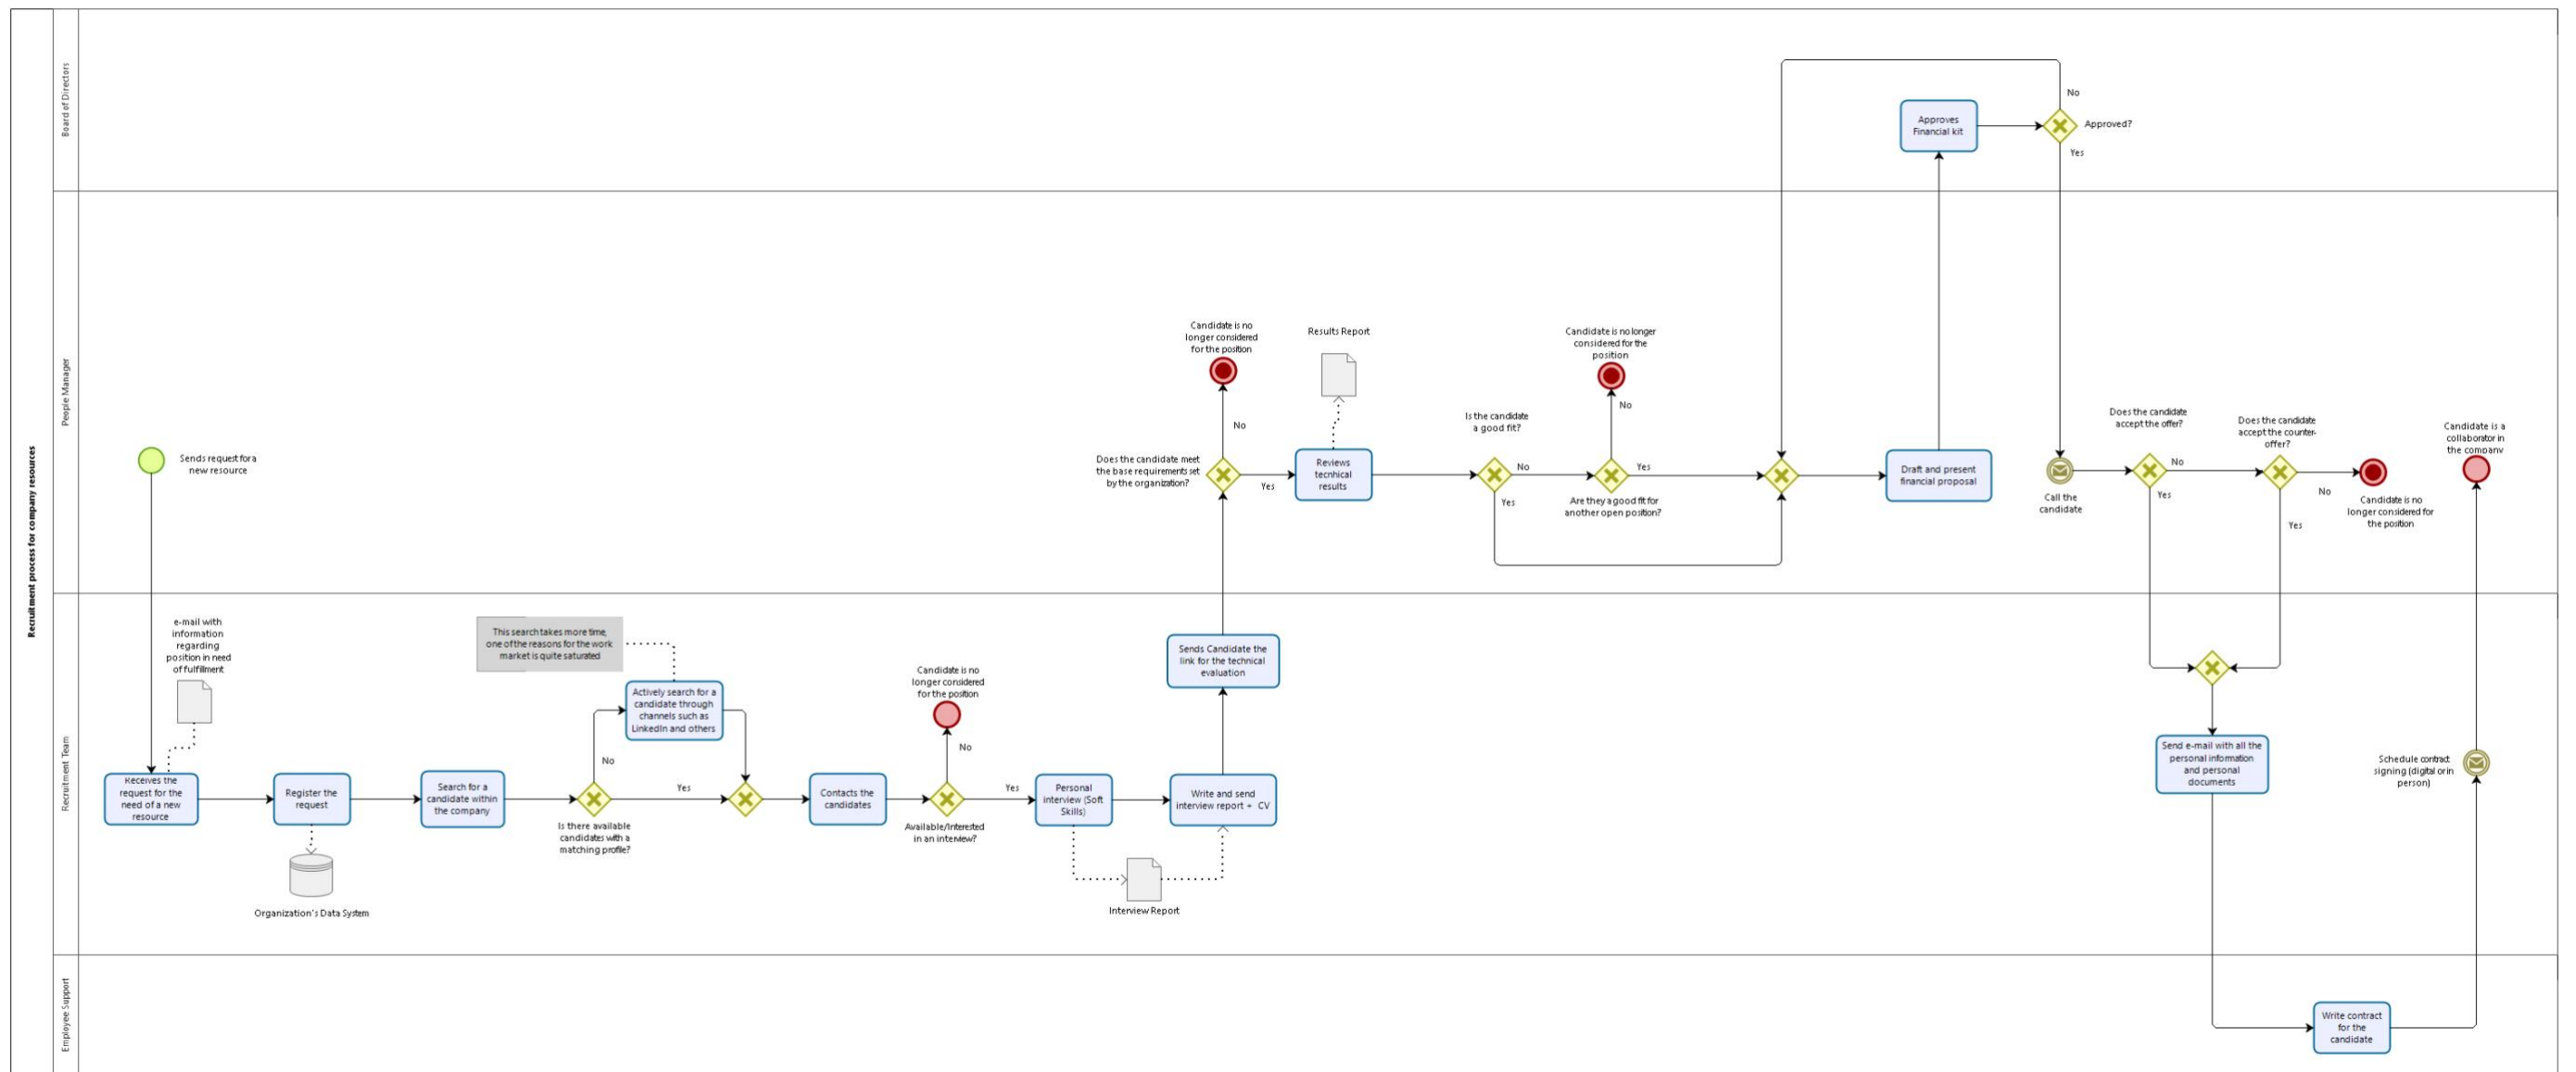 Recruitment process for company resources
Board of Directors
Approves
Financial kit
No
Approved?
Yes
People Manager
Sends request for a
new resource
Candidate is no
longer considered
for the position
No
Does the candidate meet
the base requirements set
by the organization?
Yes
Results Report
Reviews
tecnhical
results
Is the candidate
a good fit?
No
Yes
Candidate is no longer
considered for the
position
No
Yes
Are they a good fit for
another open position?
Draft and present
financial proposal
Call the
candidate
Does the candidate
accept the offer?
No
Yes
Does the candidate
accept the counter-
offer?
No
Yes
Candidate is no
longer considered for
the position
Candidate is a
collaborator in
the company
Recruitment Team
e-mail with
information
regarding
position in need
of fulfillment
Receives the
request for the
need of a new
resource
Register the
request
Organization's Data System
Search for a
candidate within
the company
This search takes more time,
one of the reasons for the work
market is quite saturated
Actively search for a
candidate through
channels such as
LinkedIn and others
No
Yes
Is there available
candidates with a
matching profile?
Contacts the
candidates
Candidate is no
longer considered
for the position
No
Yes
Available/Interested
in an interview?
Personal
interview (Soft
Skills)
Interview Report
Write and send
interview report + CV
Sends Candidate the
link for the technical
evaluation
Send e-mail with all the
personal information
and personal
documents
Schedule contract
signing (digital or in
person)
Employee Support
Write contract
for the
candidate